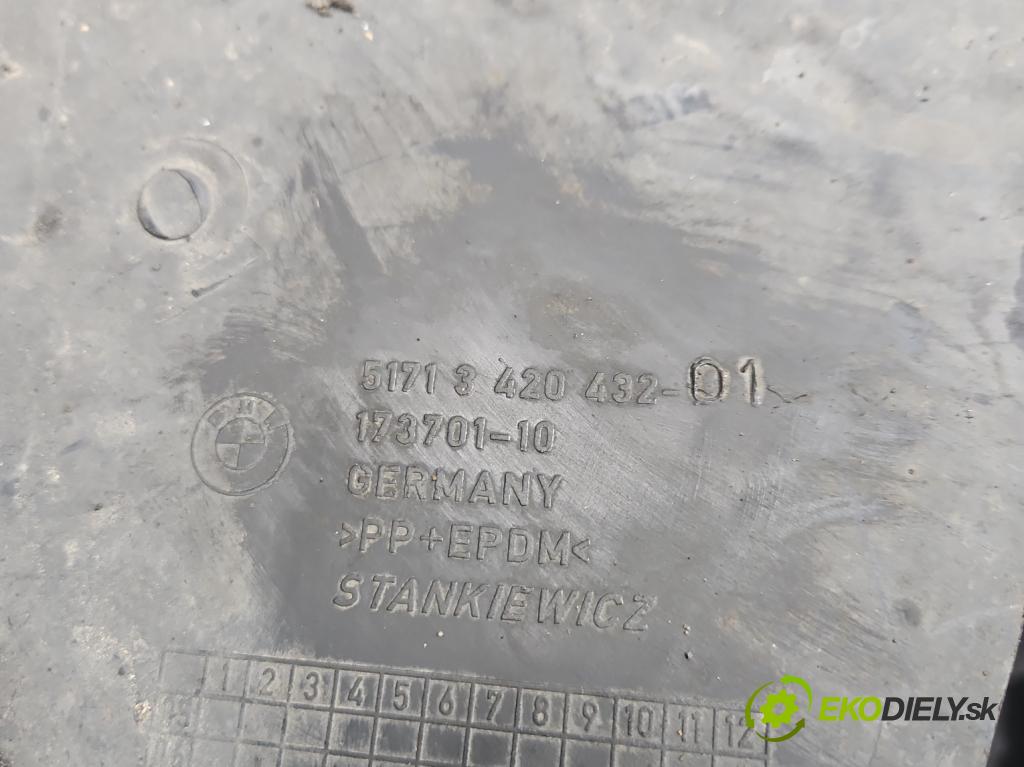 5171 3 420 432-01
173701-10
GERMANY
>PP+EPDM<
STANKIEWICZ
1 2 3 4 5 6 7 8 9 10 11 12
EKODIELY.sk